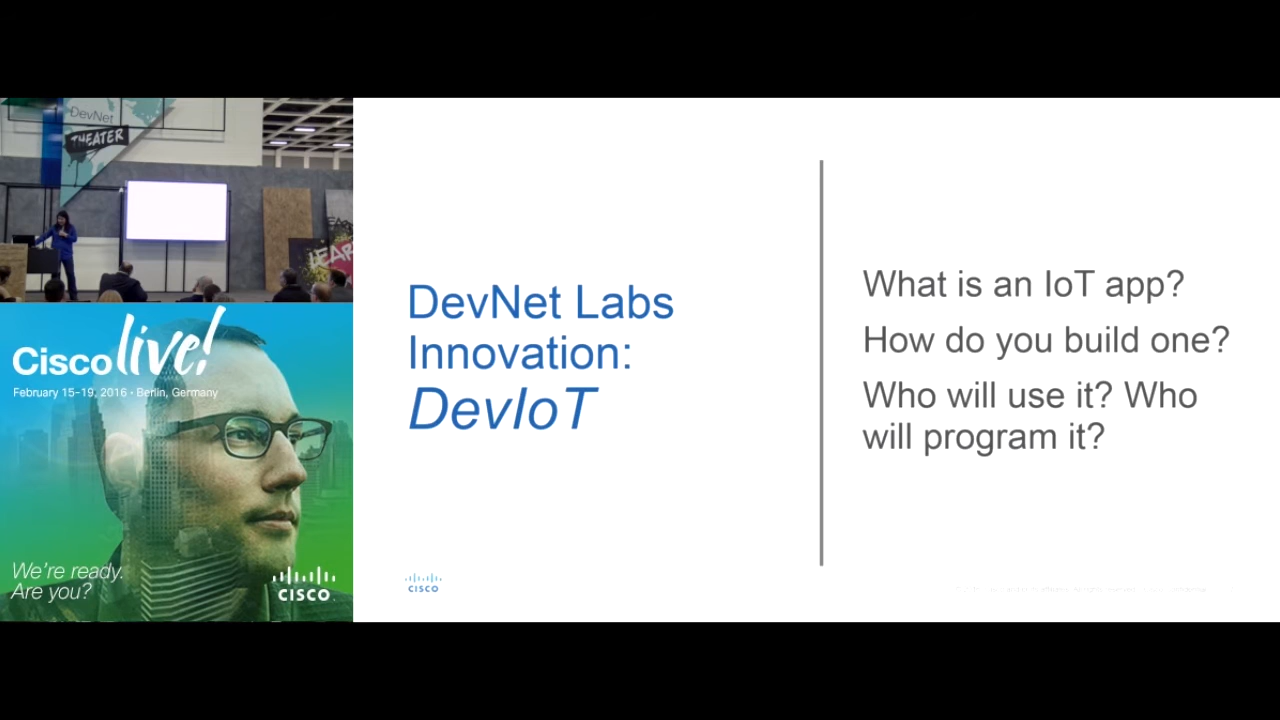 DevNet
THEATER
Cisco live!
February 15-19, 2016 • Berlin, Germany
We're ready.
Are you?
CISCO
DevNet Labs
Innovation:
DevIoT
What is an IoT app?
How do you build one?
Who will use it? Who
will program it?
CISCO